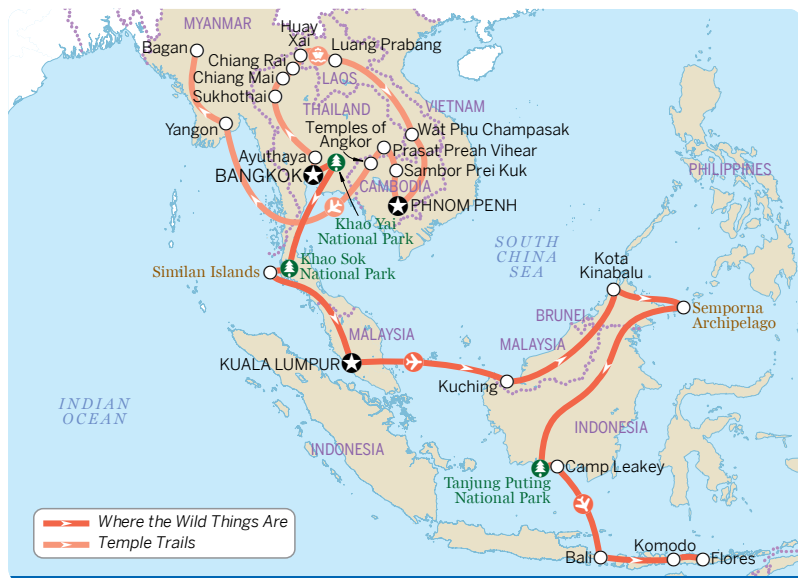 MYANMAR
Huay
Xai
Bagan
Luang Prabang
Chiang Rai
Chiang Mai
LAOS
Sukhothai
THAILAND
VIETNAM
Yangon
Temples of
Angkor
Wat Phu Champasak
Prasat Preah Vihear
Ayuthaya
BANGKOK
Sambor Prei Kuk
CAMBODIA
PHNOM PENH
PHILIPPINES
Khao Yai
National Park
SOUTH
CHINA
SEA
Khao Sok
National Park
Similan Islands
Kota
Kinabalu
Semporna
Archipelago
BRUNEI
MALAYSIA
MALAYSIA
KUALA LUMPUR
Kuching
INDIAN
OCEAN
INDONESIA
INDONESIA
Camp Leakey
Tanjung Puting
National Park
Where the Wild Things Are
Temple Trails
Bali
Komodo
Flores